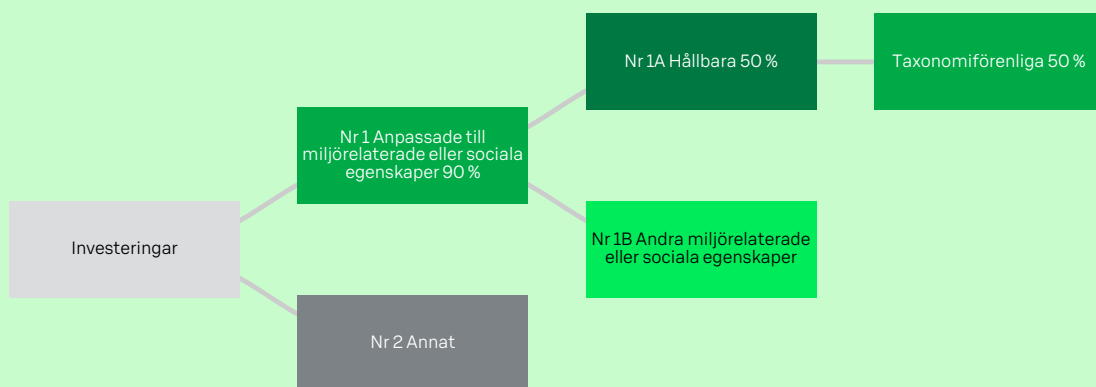 Investeringar
Nr 1 Anpassade till
miljörelaterade eller sociala
egenskaper 90 %
Nr 2 Annat
Nr 1A Hållbara 50 %
Nr 1B Andra miljörelaterade
eller sociala egenskaper
Taxonomiförenliga 50 %